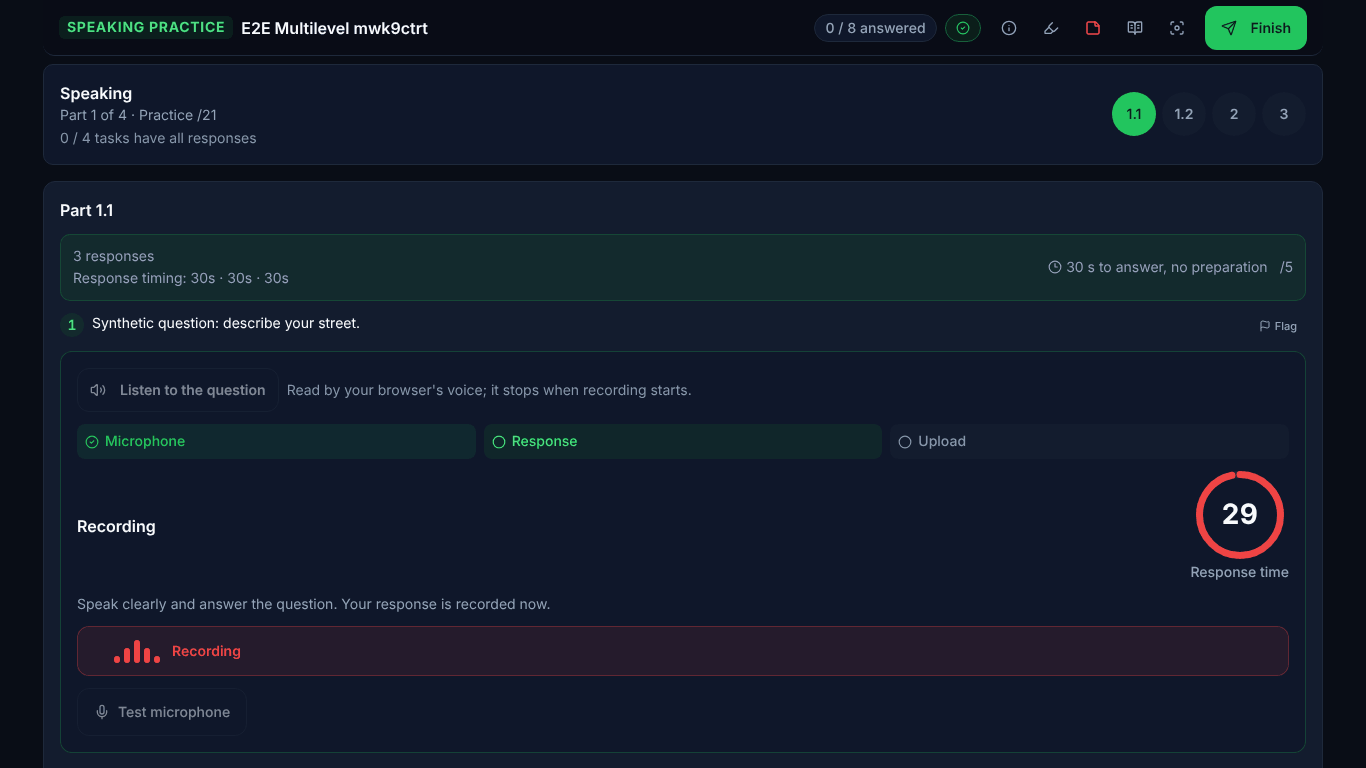 SPEAKING PRACTICE E2E Multilevel mwk9ctrt 0 / 8 answered Finish
Speaking
Part 1 of 4 · Practice /21
0 / 4 tasks have all responses
1.1 1.2 2 3
Part 1.1
3 responses
Response timing: 30s · 30s · 30s
30 s to answer, no preparation /5
1 Synthetic question: describe your street.
Flag
Listen to the question Read by your browser's voice; it stops when recording starts.
Microphone Response Upload
Recording
29
Response time
Speak clearly and answer the question. Your response is recorded now.
Recording
Test microphone